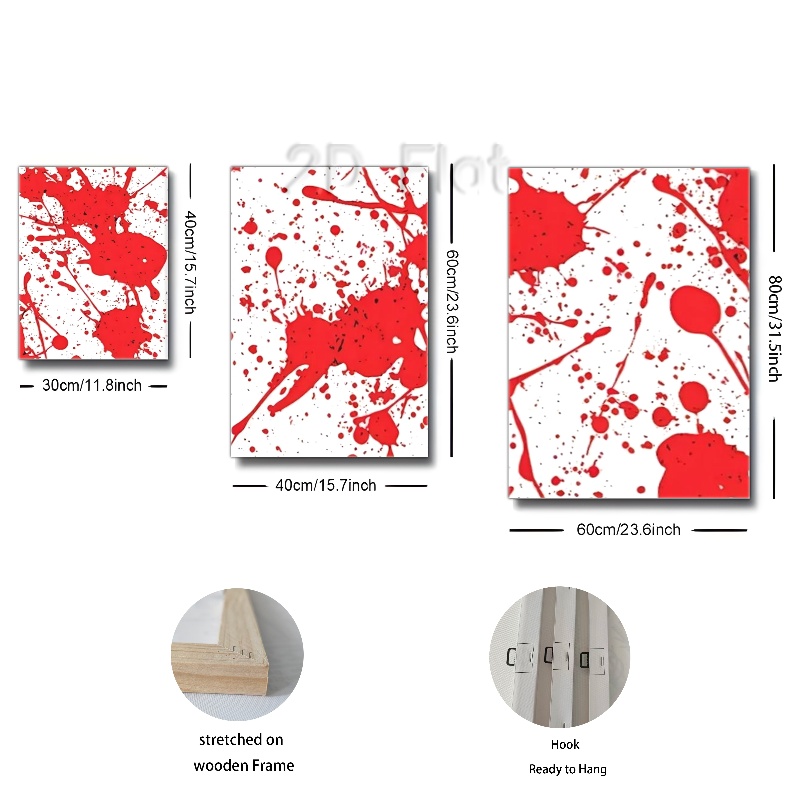 2D Flat
40cm/15.7inch
30cm/11.8inch
60cm/23.6inch
40cm/15.7inch
80cm/31.5inch
60cm/23.6inch
stretched on
wooden Frame
Hook
Ready to Hang